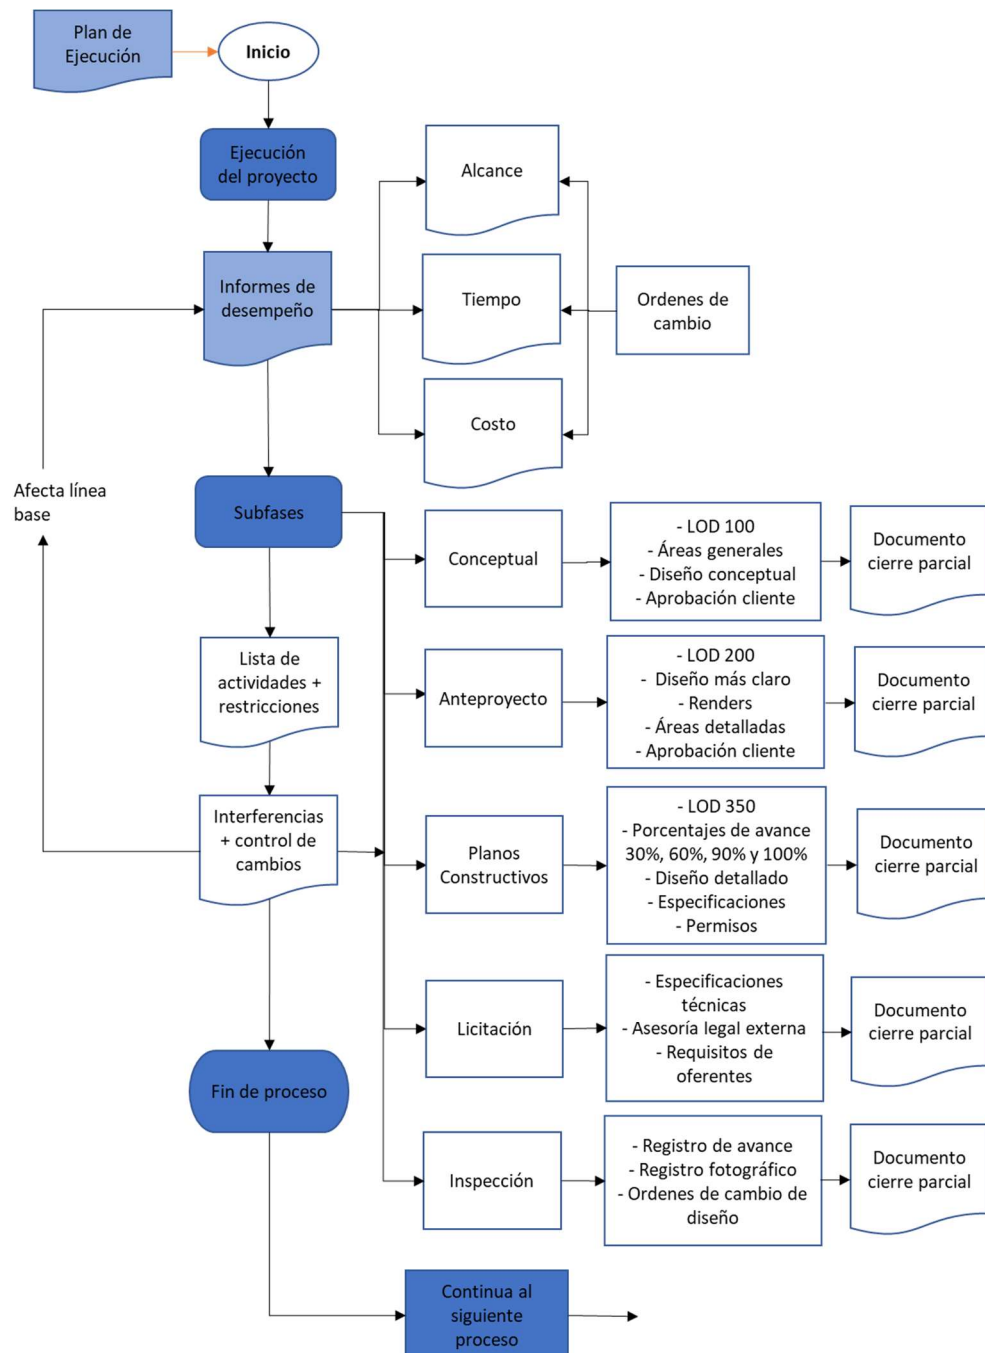 Plan de
Ejecución
Inicio
Ejecución
del proyecto
Alcance
Informes de
desempeño
Tiempo
Ordenes de
cambio
Costo
Afecta línea
base
Subfases
Conceptual
- LOD 100
- Áreas generales
- Diseño conceptual
- Aprobación cliente
Documento
cierre parcial
Lista de
actividades +
restricciones
Anteproyecto
- LOD 200
- Diseño más claro
- Renders
- Áreas detalladas
- Aprobación cliente
Documento
cierre parcial
Interferencias
+ control de
cambios
Planos
Constructivos
- LOD 350
- Porcentajes de avance
30%, 60%, 90% y 100%
- Diseño detallado
- Especificaciones
- Permisos
Documento
cierre parcial
Licitación
- Especificaciones
técnicas
- Asesoría legal externa
- Requisitos de
oferentes
Documento
cierre parcial
Fin de proceso
Inspección
- Registro de avance
- Registro fotográfico
- Ordenes de cambio de
diseño
Documento
cierre parcial
Continua al
siguiente
proceso